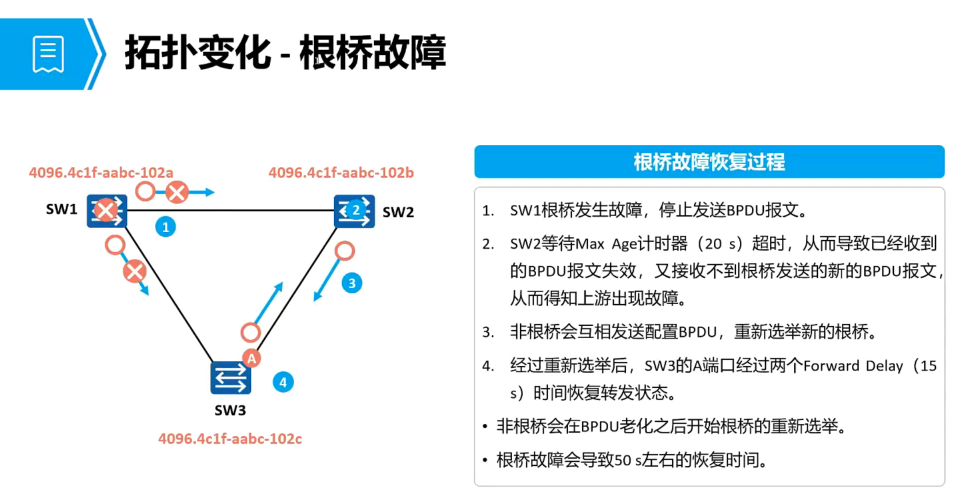 拓扑变化 - 根桥故障
4096.4c1f-aabc-102a
4096.4c1f-aabc-102b
SW1
SW2
1
2
3
A
4
SW3
4096.4c1f-aabc-102c
根桥故障恢复过程
1. SW1根桥发生故障，停止发送BPDU报文。
2. SW2等待Max Age计时器（20 s）超时，从而导致已经收到
的BPDU报文失效，又接收不到根桥发送的新的BPDU报文，
从而得知上游出现故障。
3. 非根桥会互相发送配置BPDU，重新选举新的根桥。
4. 经过重新选举后，SW3的A端口经过两个Forward Delay（15
s）时间恢复转发状态。
• 非根桥会在BPDU老化之后开始根桥的重新选举。
• 根桥故障会导致50 s左右的恢复时间。